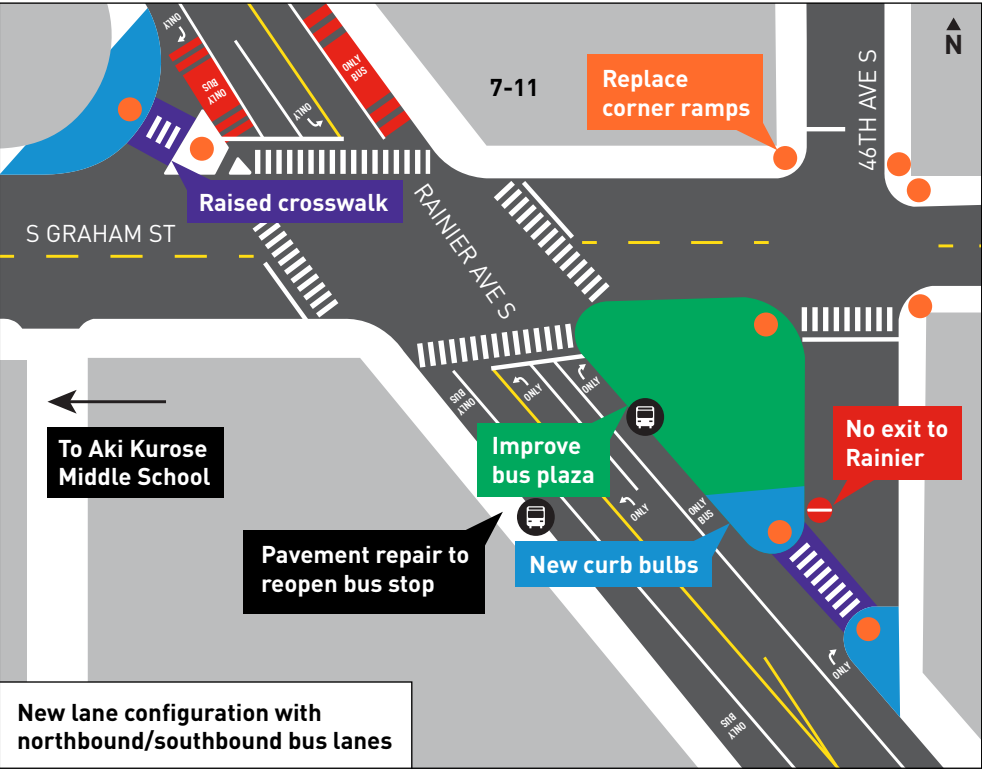 ONLY
ONLY
BUS
ONLY
BUS
ONLY
N
7-11
Replace
corner ramps
46TH AVE S
Raised crosswalk
S GRAHAM ST
RAINIER AVE S
ONLY
BUS
ONLY
ONLY
To Aki Kurose
Middle School
Improve
bus plaza
No exit to
Rainier
ONLY
ONLY
BUS
Pavement repair to
reopen bus stop
New curb bulbs
ONLY
ONLY
BUS
New lane configuration with
northbound/southbound bus lanes